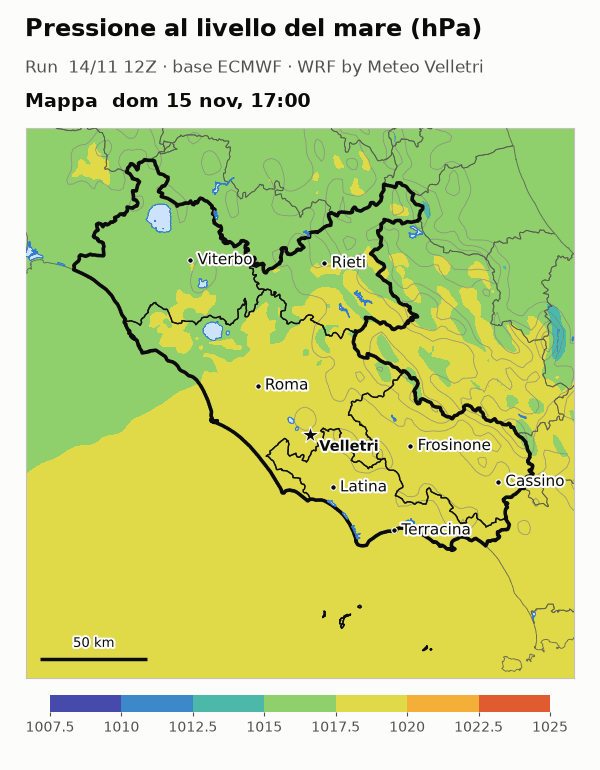 Pressione al livello del mare (hPa)
Run  14/11 12Z · base ECMWF · WRF by Meteo Velletri
Mappa  dom 15 nov, 17:00
Viterbo
Rieti
Roma
Velletri
Frosinone
Latina
Cassino
Terracina
50 km
1007.5 1010 1012.5 1015 1017.5 1020 1022.5 1025